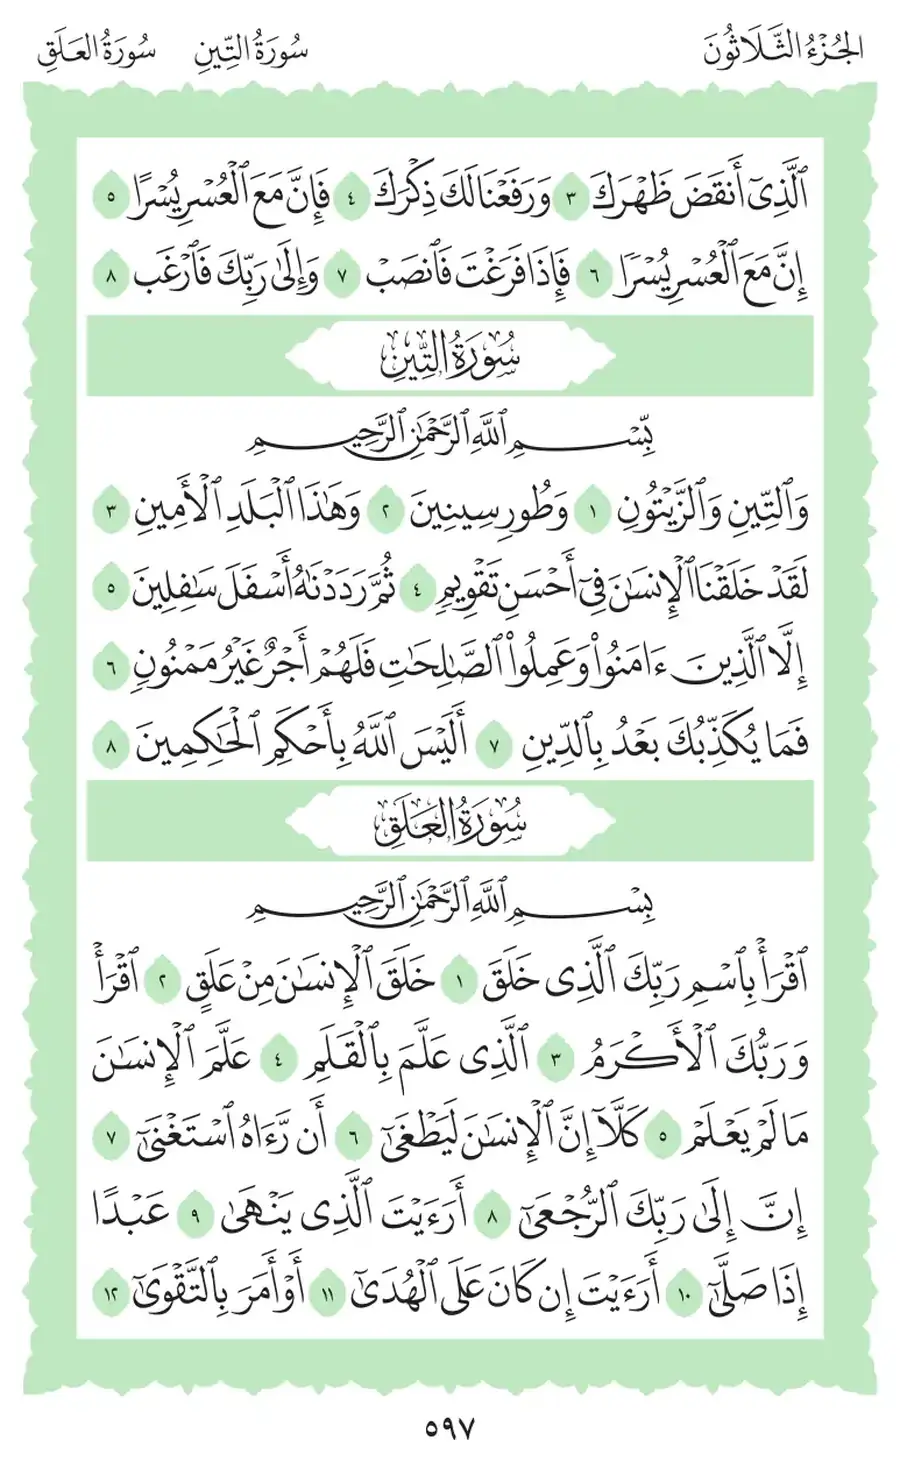 الجُزْءُ الثَّلَاثُونَ سُورَةُ التِّينِ سُورَةُ العَلَقِ
ٱلَّذِىٓ أَنقَضَ ظَهْرَكَ ٣ وَرَفَعْنَا لَكَ ذِكْرَكَ ٤ فَإِنَّ مَعَ ٱلْعُسْرِ يُسْرًا ٥
إِنَّ مَعَ ٱلْعُسْرِ يُسْرًا ٦ فَإِذَا فَرَغْتَ فَٱنصَبْ ٧ وَإِلَىٰ رَبِّكَ فَٱرْغَب ٨
سُورَةُ التِّينِ
بِّسْمِ ٱللَّهِ ٱلرَّحْمَٰنِ ٱلرَّحِيمِ
وَٱلتِّينِ وَٱلزَّيْتُونِ ١ وَطُورِ سِينِينَ ٢ وَهَٰذَا ٱلْبَلَدِ ٱلْأَمِينِ ٣
لَقَدْ خَلَقْنَا ٱلْإِنسَٰنَ فِىٓ أَحْسَنِ تَقْوِيمٍ ٤ ثُمَّ رَدَدْنَٰهُ أَسْفَلَ سَٰفِلِينَ ٥
إِلَّا ٱلَّذِينَ ءَامَنُوا۟ وَعَمِلُوا۟ ٱلصَّٰلِحَٰتِ فَلَهُمْ أَجْرٌ غَيْرُ مَمْنُونٍ ٦
فَمَا يُكَذِّبُكَ بَعْدُ بِٱلدِّينِ ٧ أَلَيْسَ ٱللَّهُ بِأَحْكَمِ ٱلْحَٰكِمِينَ ٨
سُورَةُ العَلَقِ
بِسْمِ ٱللَّهِ ٱلرَّحْمَٰنِ ٱلرَّحِيمِ
ٱقْرَأْ بِٱسْمِ رَبِّكَ ٱلَّذِى خَلَقَ ١ خَلَقَ ٱلْإِنسَٰنَ مِنْ عَلَقٍ ٢ ٱقْرَأْ
وَرَبُّكَ ٱلْأَكْرَمُ ٣ ٱلَّذِى عَلَّمَ بِٱلْقَلَمِ ٤ عَلَّمَ ٱلْإِنسَٰنَ
مَا لَمْ يَعْلَمْ ٥ كَلَّآ إِنَّ ٱلْإِنسَٰنَ لَيَطْغَىٰٓ ٦ أَن رَّءَاهُ ٱسْتَغْنَىٰٓ ٧
إِنَّ إِلَىٰ رَبِّكَ ٱلرُّجْعَىٰٓ ٨ أَرَءَيْتَ ٱلَّذِى يَنْهَىٰ ٩ عَبْدًا
إِذَا صَلَّىٰٓ ١٠ أَرَءَيْتَ إِن كَانَ عَلَى ٱلْهُدَىٰٓ ١١ أَوْ أَمَرَ بِٱلتَّقْوَىٰٓ ١٢
٥٩٧